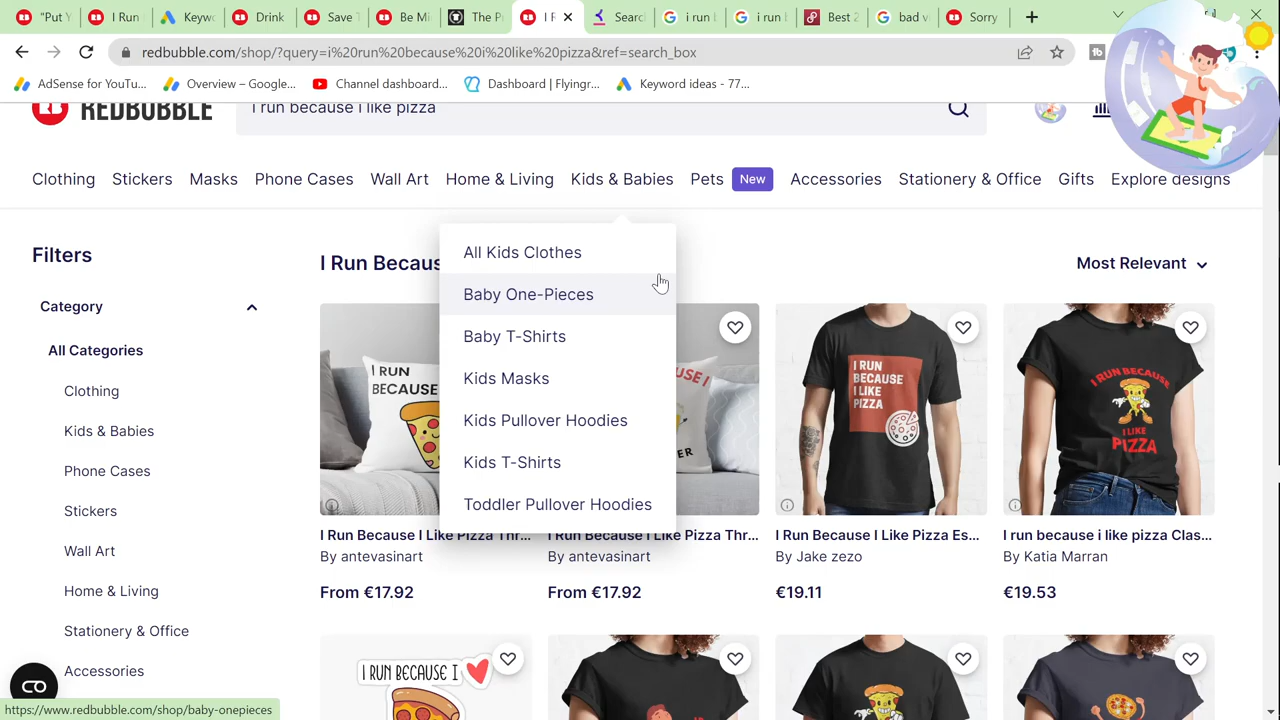 "Put Y
I Run
Keyw
Drink
Save T
Be Mi
The P
I R
Searc
i run i
i run i
Best 2
bad v
Sorry
redbubble.com/shop/?query=i%20run%20because%20i%20like%20pizza&ref=search_box
AdSense for YouTu...
Overview – Google...
Channel dashboard...
Dashboard | Flyingr...
Keyword ideas - 77...
REDBUBBLE
I run because i like pizza
Clothing
Stickers
Masks
Phone Cases
Wall Art
Home & Living
Kids & Babies
Pets
New
Accessories
Stationery & Office
Gifts
Explore designs
All Kids Clothes
Baby One-Pieces
Baby T-Shirts
Kids Masks
Kids Pullover Hoodies
Kids T-Shirts
Toddler Pullover Hoodies
Filters
Category
All Categories
Clothing
Kids & Babies
Phone Cases
Stickers
Wall Art
Home & Living
Stationery & Office
Accessories
I Run Becaus
Most Relevant
I RUN
BECAUSE
I RUN
BECAUSE
I LIKE
PIZZA
I RUN BECAUSE
I LIKE
PIZZA
I Run Because I Like Pizza Thr...
By antevasinart
From €17.92
I Run Because I Like Pizza Thr...
By antevasinart
From €17.92
I Run Because I Like Pizza Es...
By Jake zezo
€19.11
I run because i like pizza Clas...
By Katia Marran
€19.53
I RUN BECAUSE I
https://www.redbubble.com/shop/baby-onepieces